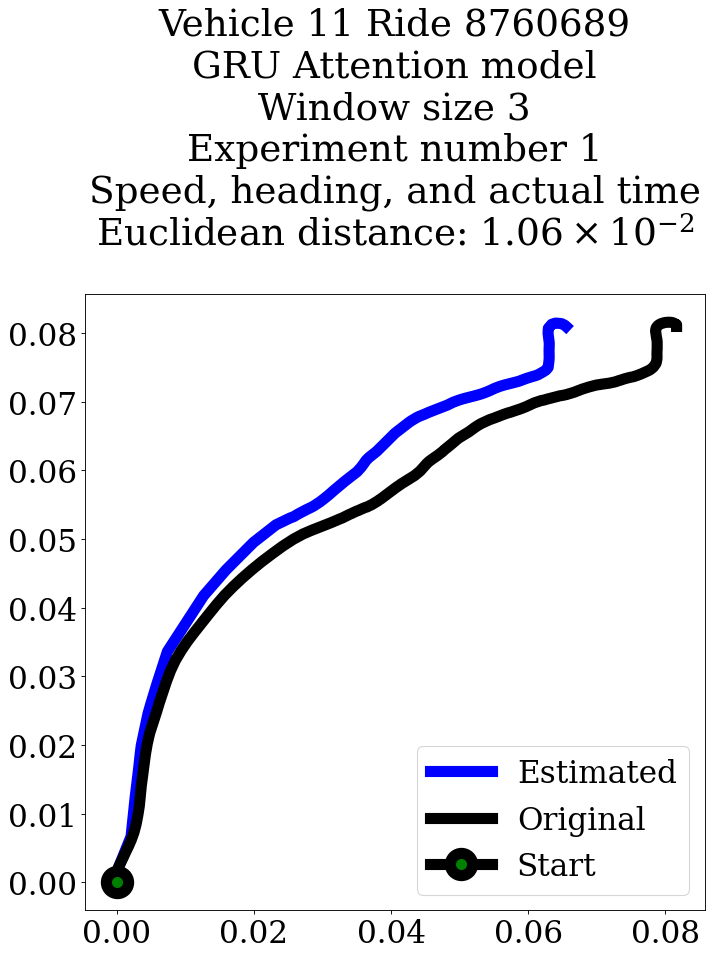 Vehicle 11 Ride 8760689
GRU Attention model
Window size 3
Experiment number 1
Speed, heading, and actual time
Euclidean distance: 1.06 × 10⁻²
0.08
0.07
0.06
0.05
0.04
0.03
0.02
0.01
0.00
Estimated
Original
Start
0.00 0.02 0.04 0.06 0.08